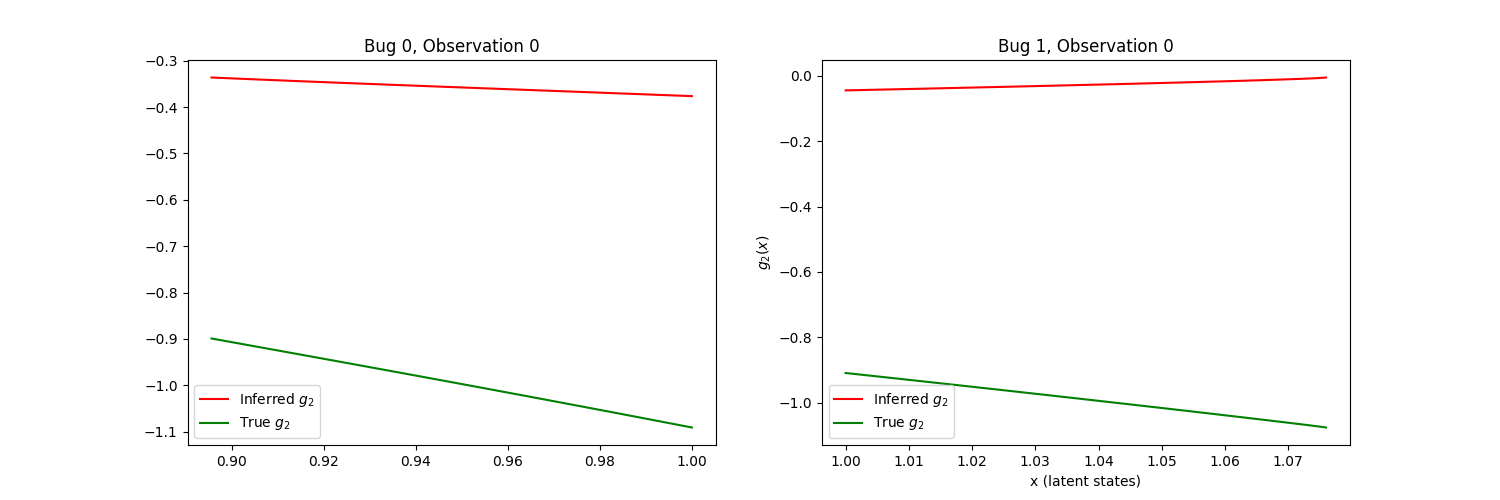 Bug 0, Observation 0
−0.3
−0.4
−0.5
−0.6
−0.7
−0.8
−0.9
−1.0
−1.1
Inferred g₂
True g₂
0.90 0.92 0.94 0.96 0.98 1.00
Bug 1, Observation 0
g₂(x)
0.0
−0.2
−0.4
−0.6
−0.8
−1.0
Inferred g₂
True g₂
1.00 1.01 1.02 1.03 1.04 1.05 1.06 1.07
x (latent states)